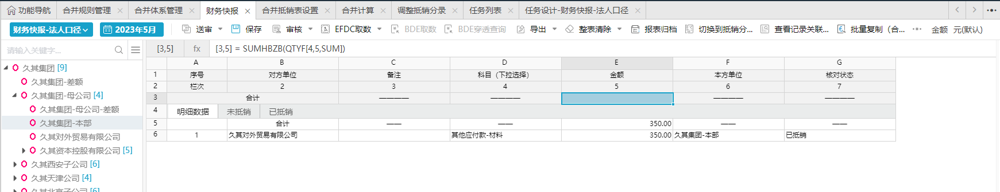 功能导航 合并规则管理 合并体系管理 财务快报 合并抵销表设置 合并计算 调整抵销分录 任务列表 任务设计-财务快报-法人口径
财务快报-法人口径 2023年5月 送审 保存 审核 EFDC取数 BDE取数 BDE穿透查询 导出 整表清除 报表归档 切换到抵销分... 查看记录关联... 批量复制（合... 金额 元(默认)
请输入关键字... [3,5] fx [3,5] = SUMHBZB(QTYF[4,5,SUM])
久其集团 [9]
久其集团-差额
久其集团-母公司 [4]
久其集团-母公司-差额
久其集团-本部
久其对外贸易有限公司
久其资本控股有限公司 [5]
久其西安子公司 [6]
久其天津公司 [4]
久其北京子公司 [6]
A B C D E F G
1 序号 对方单位 备注 科目（下拉选择） 金额 本方单位 核对状态
2 栏次 2 3 4 5 6 7
3 合计 ———— ———— ———— ————
4 明细数据 未抵销 已抵销
5 合计 —— —— 350.00 —— ——
6 1 久其对外贸易有限公司 其他应付款-材料 350.00 久其集团-本部 已抵销